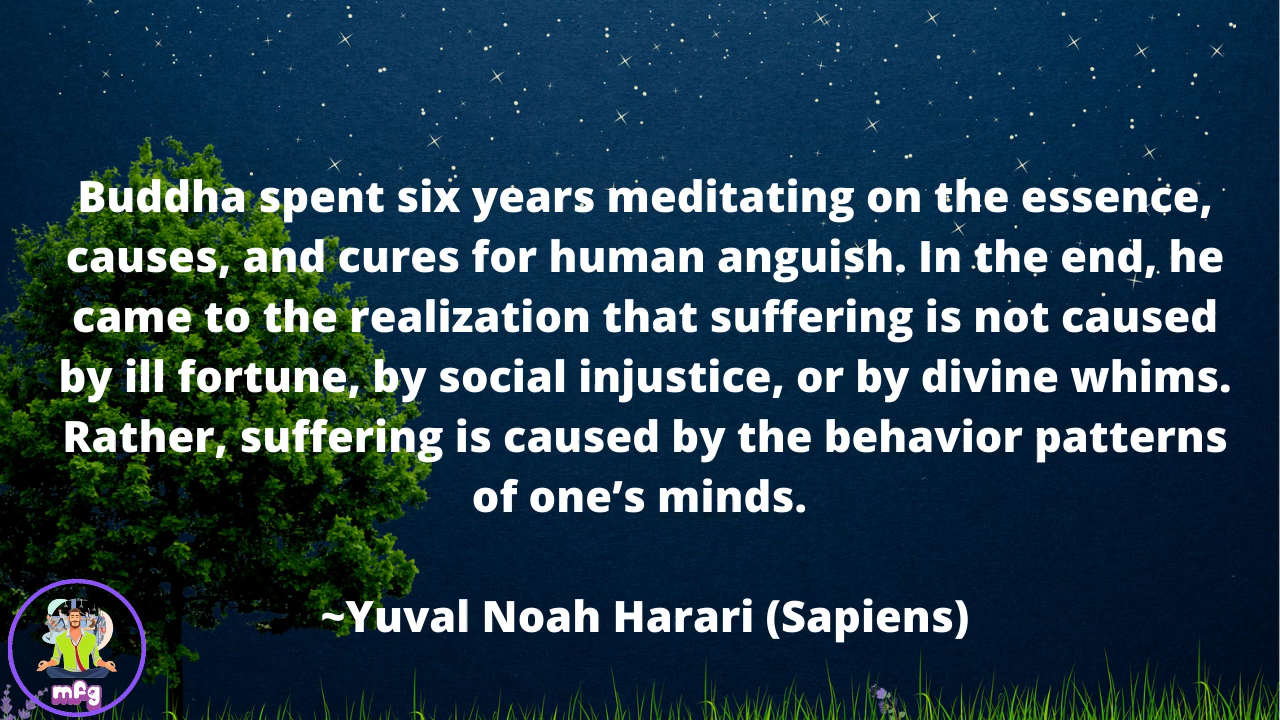 Buddha spent six years meditating on the essence,
causes, and cures for human anguish. In the end, he
came to the realization that suffering is not caused
by ill fortune, by social injustice, or by divine whims.
Rather, suffering is caused by the behavior patterns
of one’s minds.
~Yuval Noah Harari (Sapiens)
mfg